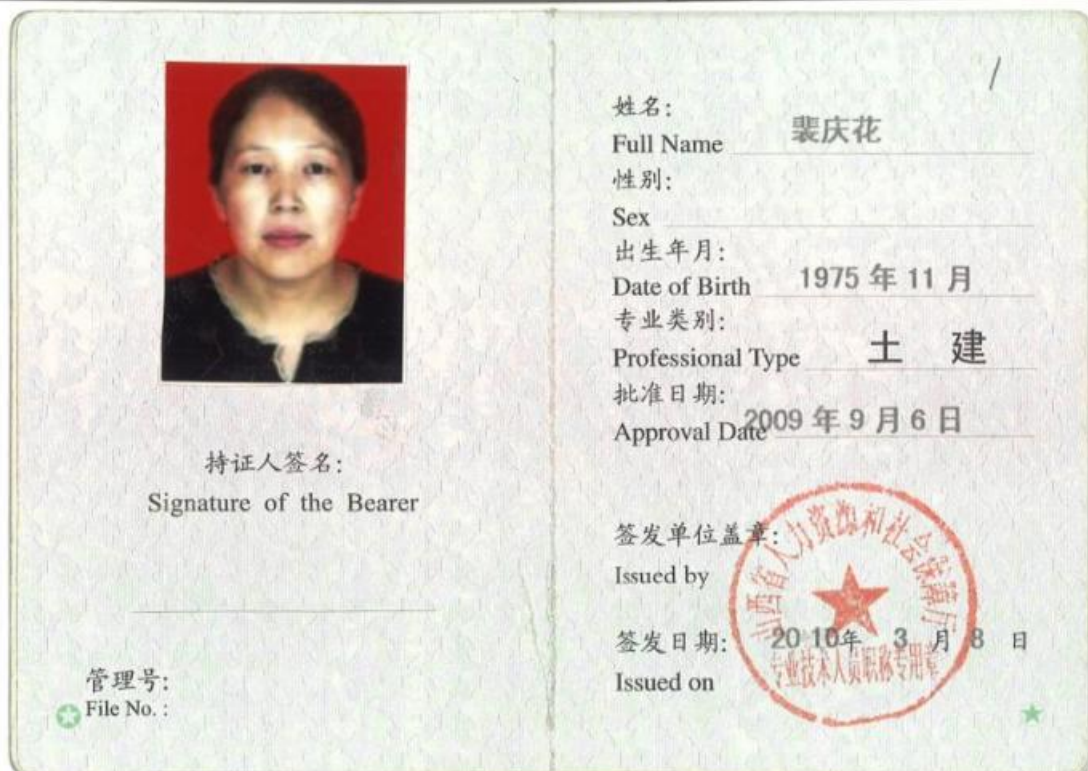 持证人签名:
Signature of the Bearer
管理号:
File No. :
姓名:
Full Name 裴庆花
性别:
Sex
出生年月:
Date of Birth 1975 年 11 月
专业类别:
Professional Type 土 建
批准日期:
Approval Date 2009 年 9 月 6 日
签发单位盖章:
Issued by
山西省人力资源和社会保障厅
签发日期: 2010年 3 月 8 日
专业技术人员职称专用章
Issued on